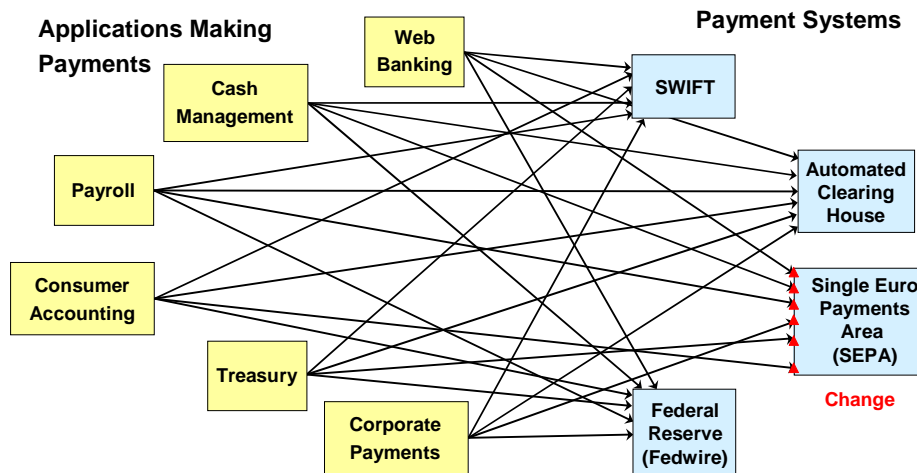 Applications Making
Payments
Payment Systems
Web
Banking
Cash
Management
Payroll
Consumer
Accounting
Treasury
Corporate
Payments
SWIFT
Automated
Clearing
House
Single Euro
Payments
Area
(SEPA)
Change
Federal
Reserve
(Fedwire)